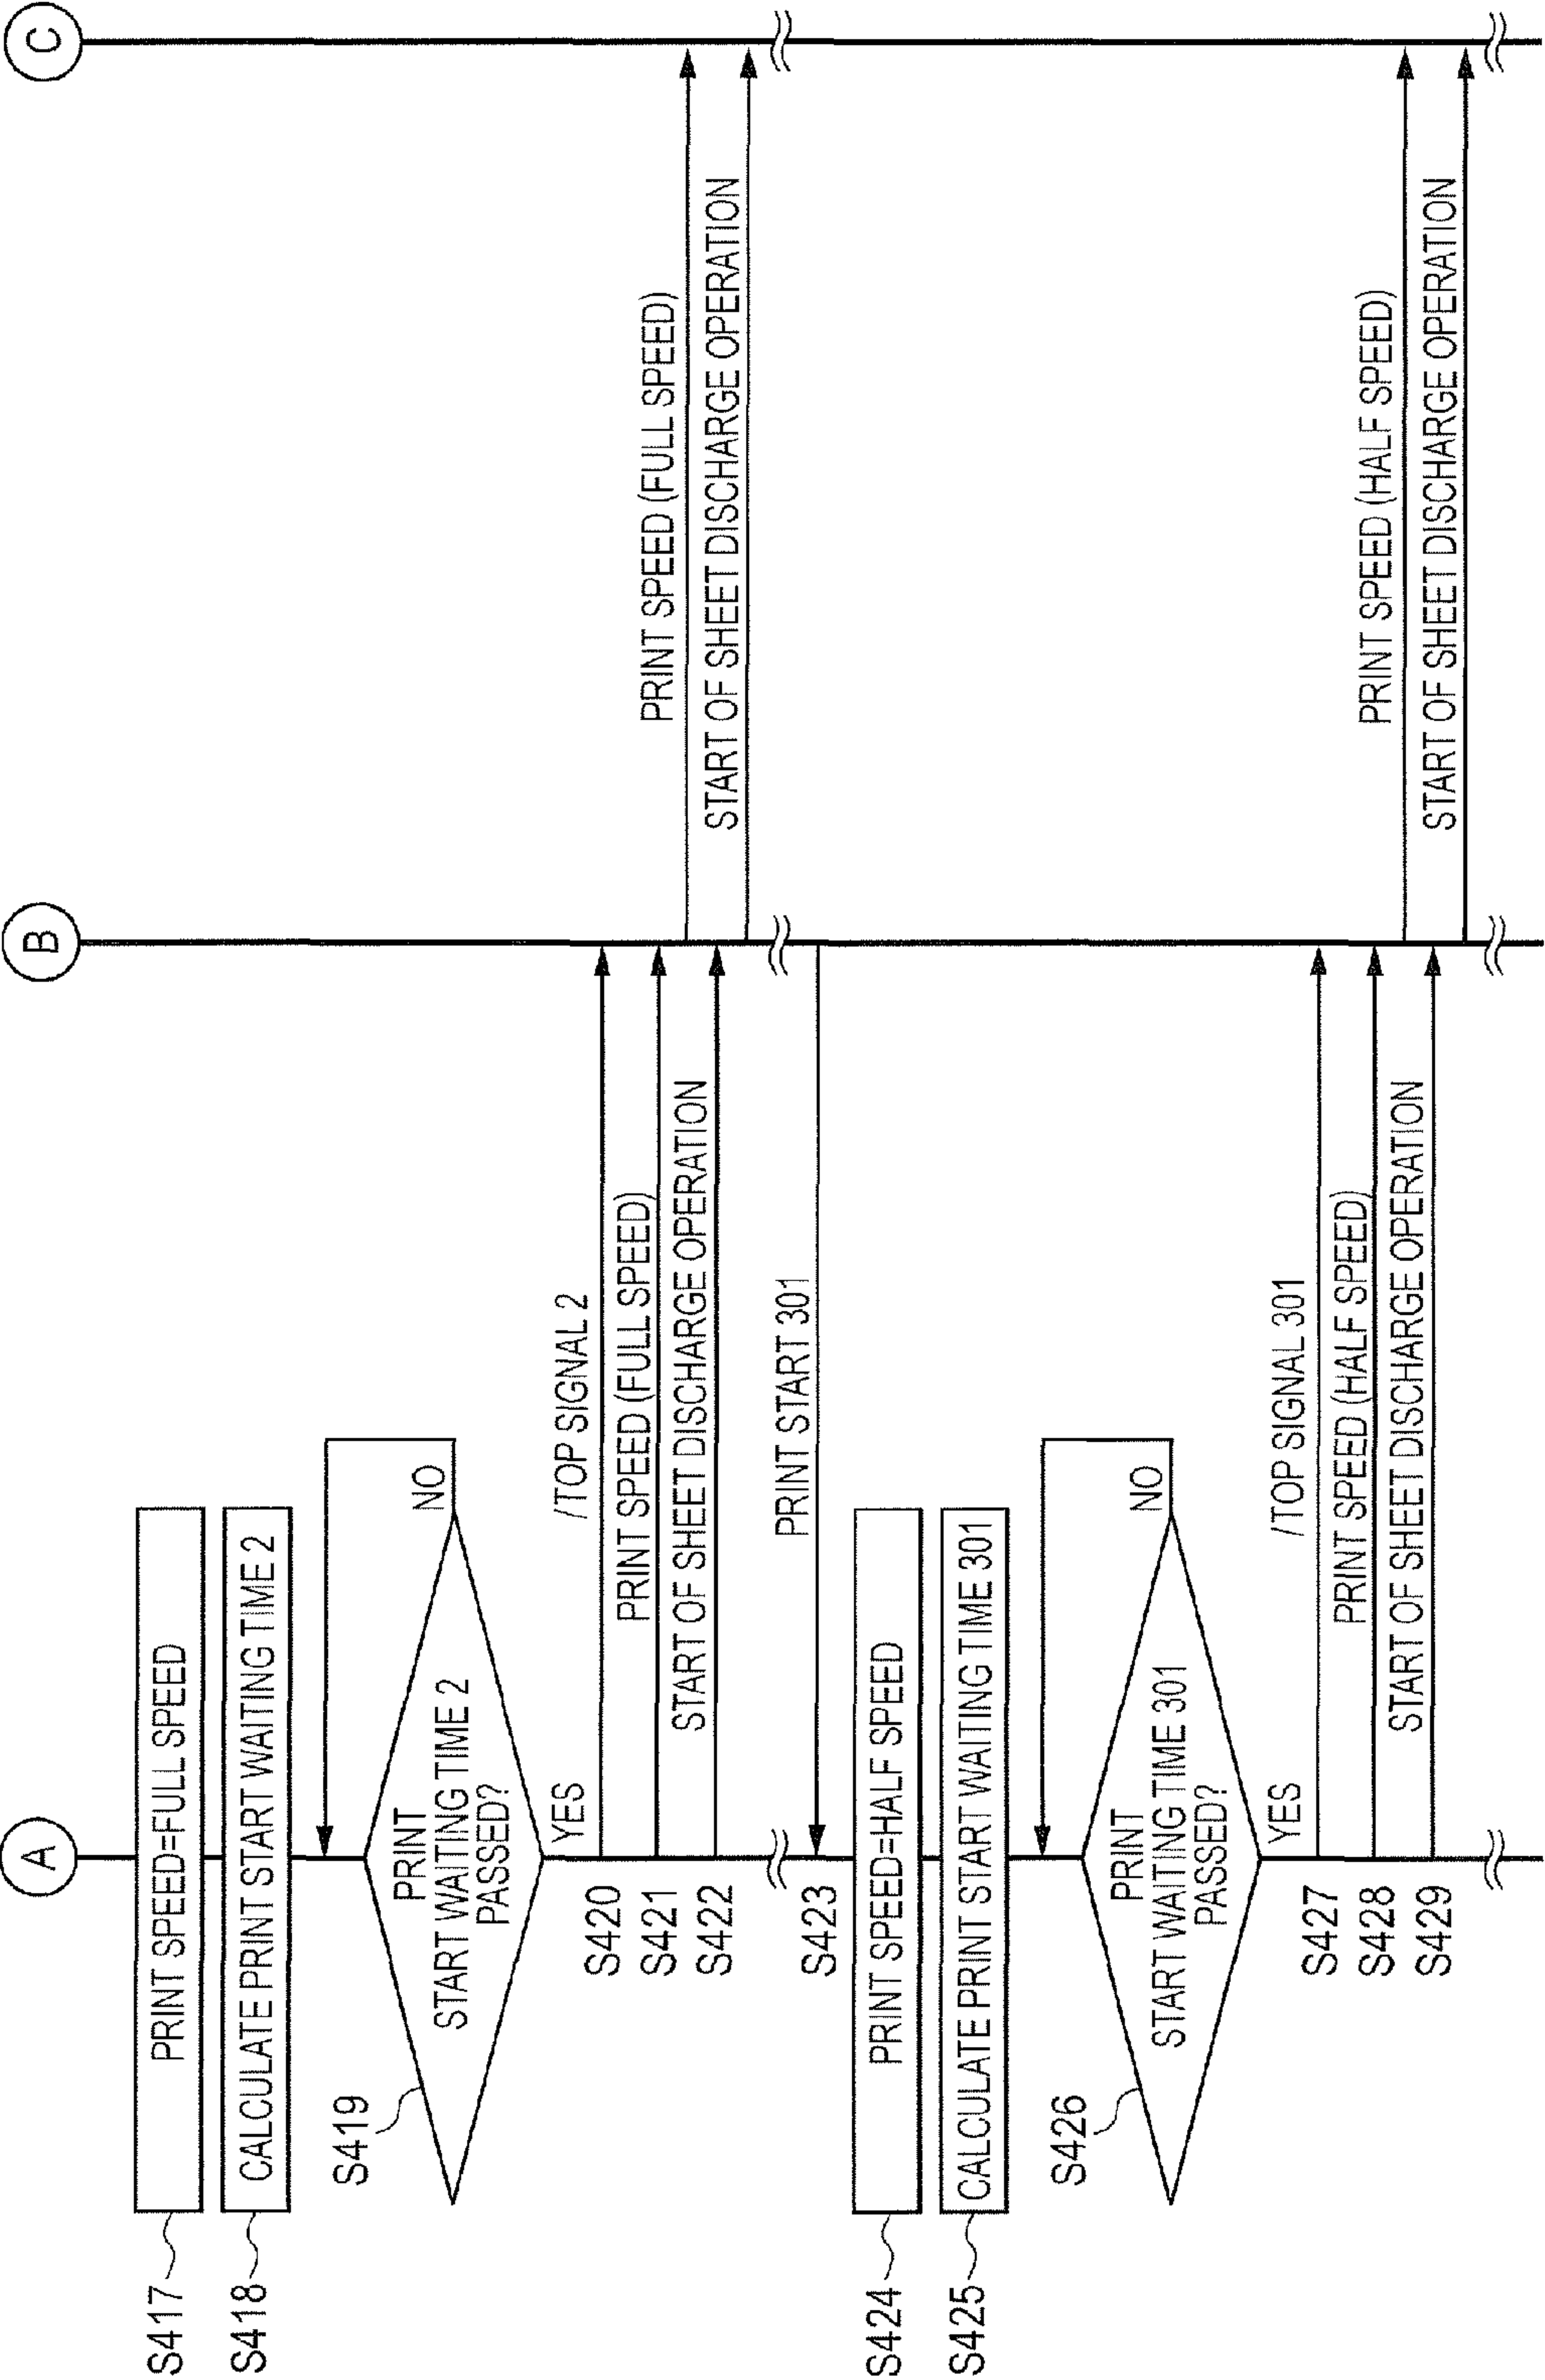 A
B
C
S417
PRINT SPEED=FULL SPEED
S418
CALCULATE PRINT START WAITING TIME 2
S419
PRINT
START WAITING TIME 2
PASSED?
NO
YES
S420
/TOP SIGNAL 2
S421
PRINT SPEED (FULL SPEED)
PRINT SPEED (FULL SPEED)
S422
START OF SHEET DISCHARGE OPERATION
START OF SHEET DISCHARGE OPERATION
S423
PRINT START 301
S424
PRINT SPEED=HALF SPEED
S425
CALCULATE PRINT START WAITING TIME 301
S426
PRINT
START WAITING TIME 301
PASSED?
NO
YES
S427
/TOP SIGNAL 301
S428
PRINT SPEED (HALF SPEED)
PRINT SPEED (HALF SPEED)
S429
START OF SHEET DISCHARGE OPERATION
START OF SHEET DISCHARGE OPERATION